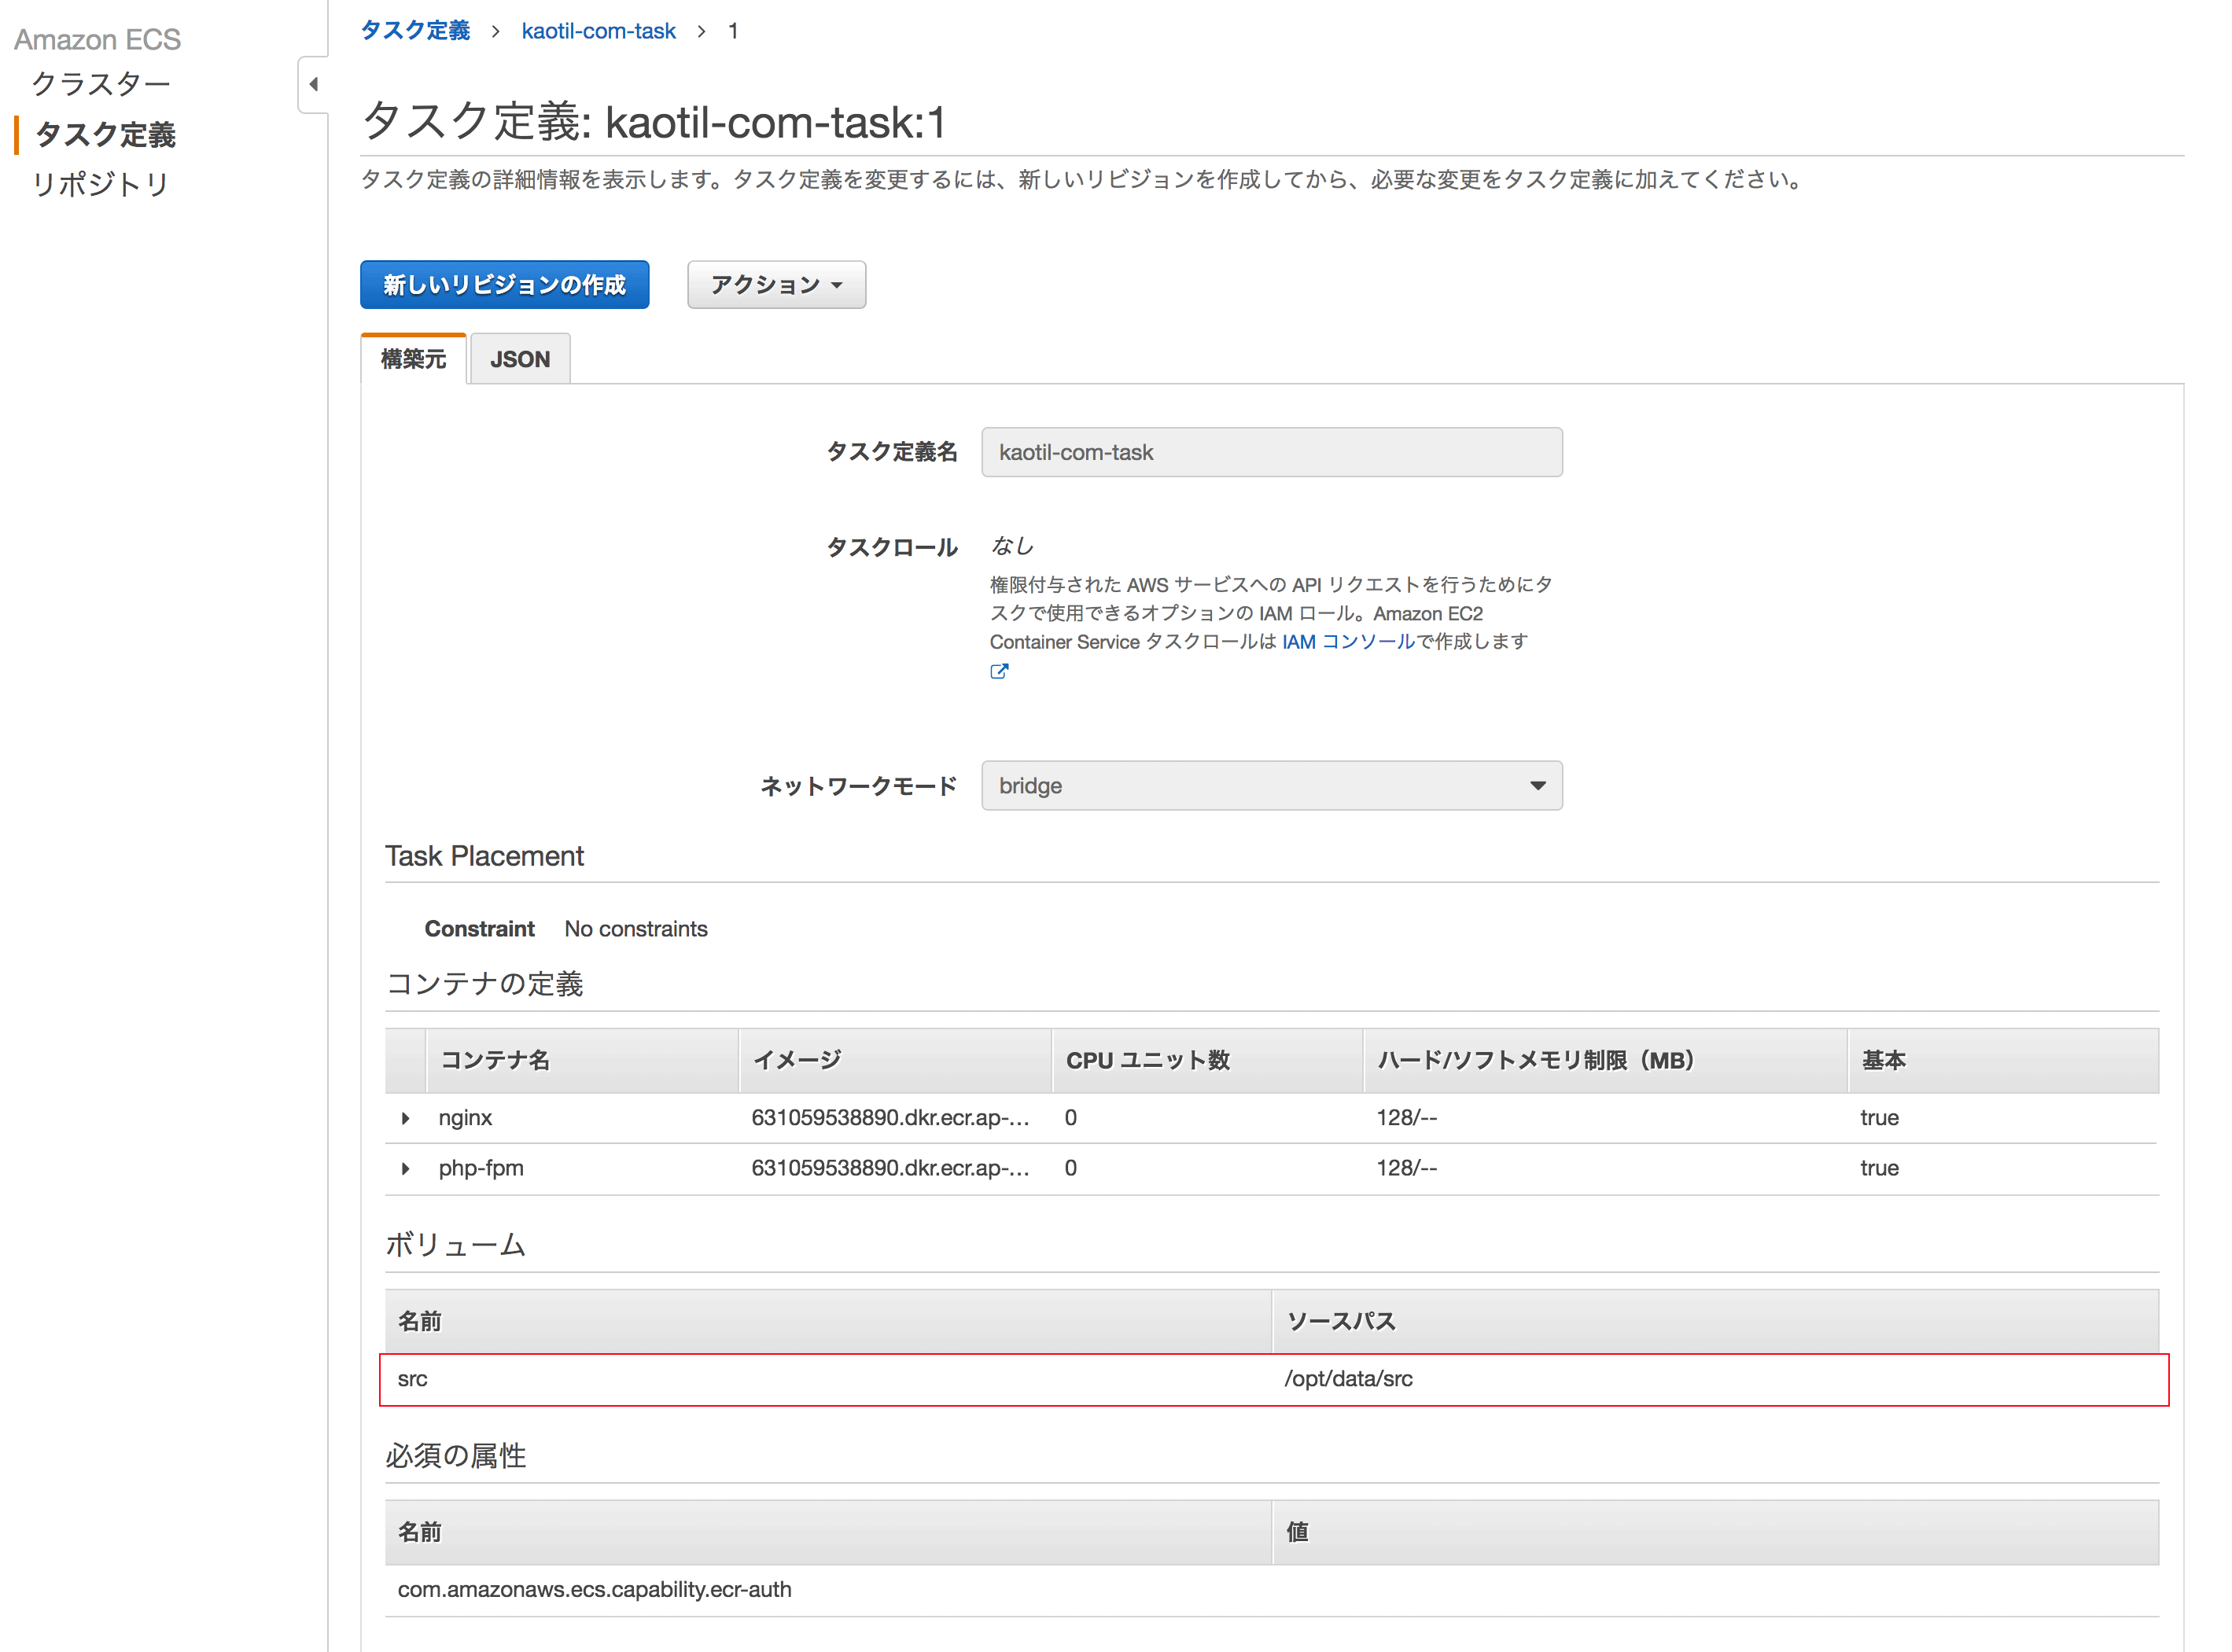 Amazon ECS
クラスター
タスク定義
リポジトリ
タスク定義 > kaotil-com-task > 1
タスク定義: kaotil-com-task:1
タスク定義の詳細情報を表示します。タスク定義を変更するには、新しいリビジョンを作成してから、必要な変更をタスク定義に加えてください。
新しいリビジョンの作成 アクション
構築元 JSON
タスク定義名 kaotil-com-task
タスクロール なし
権限付与された AWS サービスへの API リクエストを行うためにタ
スクで使用できるオプションの IAM ロール。Amazon EC2
Container Service タスクロールは IAM コンソールで作成します
ネットワークモード bridge
Task Placement
Constraint No constraints
コンテナの定義
コンテナ名 イメージ CPU ユニット数 ハード/ソフトメモリ制限（MB） 基本
nginx 631059538890.dkr.ecr.ap-... 0 128/-- true
php-fpm 631059538890.dkr.ecr.ap-... 0 128/-- true
ボリューム
名前 ソースパス
src /opt/data/src
必須の属性
名前 値
com.amazonaws.ecs.capability.ecr-auth